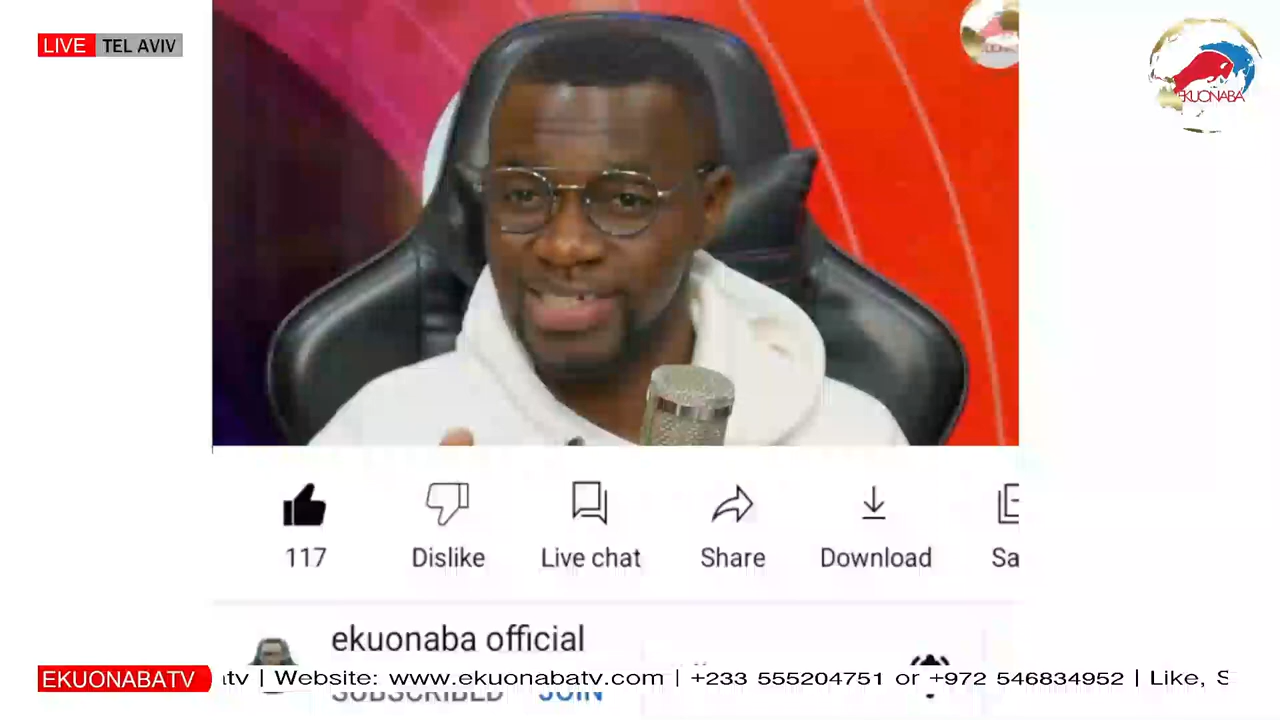 LIVE TEL AVIV
EKUONABA
117
Dislike
Live chat
Share
Download
Sa
ekuonaba official
EKUONABATV
atv | Website: www.ekuonabatv.com | +233 555204751 or +972 546834952 | Like, S
SUBSCRIBED
JOIN